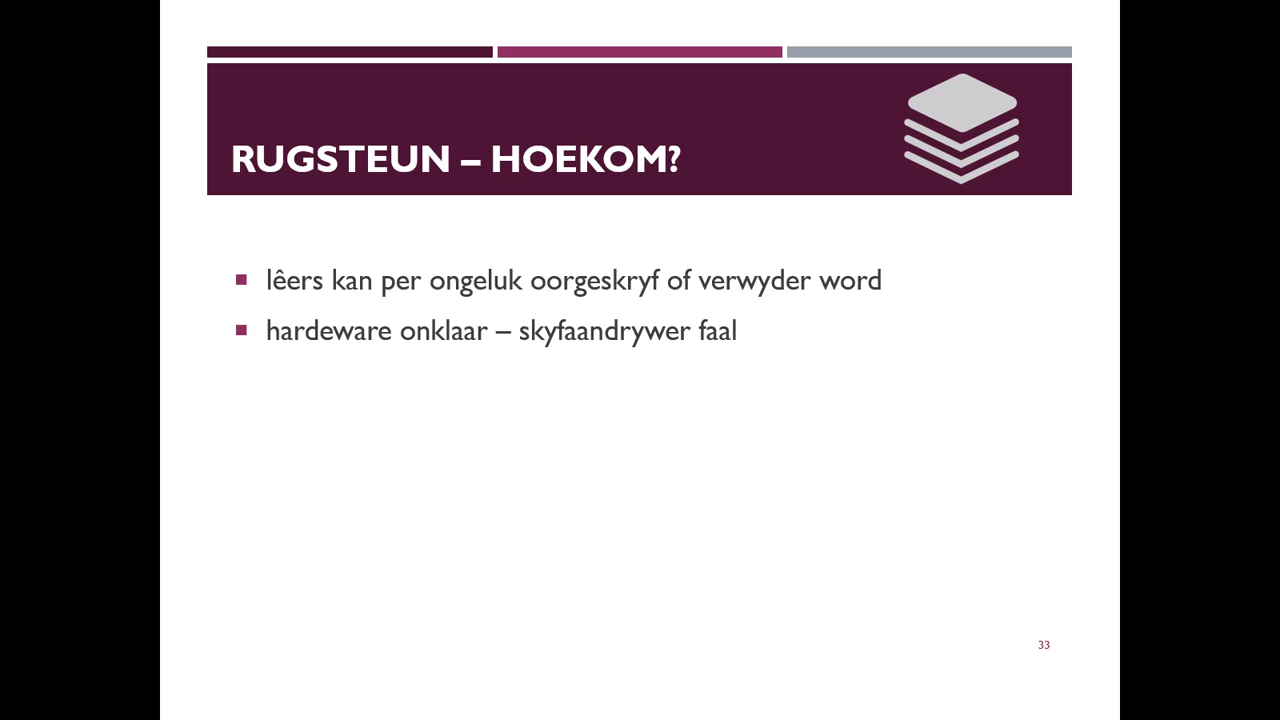 RUGSTEUN – HOEKOM?
lêers kan per ongeluk oorgeskryf of verwyder word
hardeware onklaar – skyfaandrywer faal
33